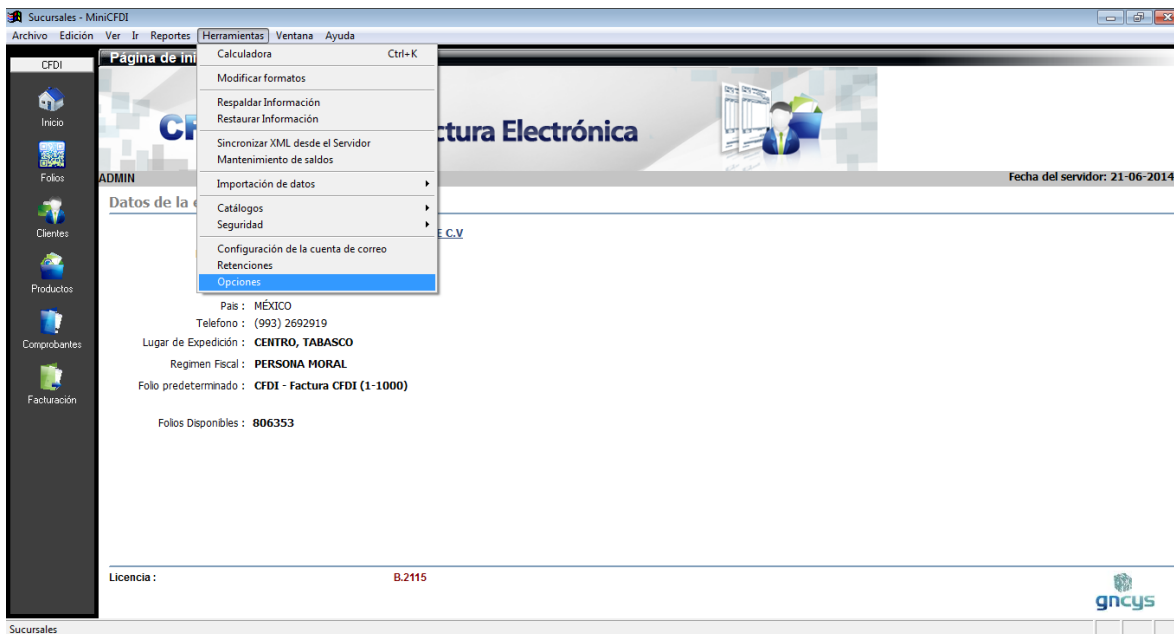 Sucursales - MiniCFDI
Archivo Edición Ver Ir Reportes Herramientas Ventana Ayuda
CFDI
Inicio
Folios
Clientes
Productos
Comprobantes
Facturación
Página de ini
Calculadora Ctrl+K
Modificar formatos
Respaldar Información
Restaurar Información
Sincronizar XML desde el Servidor
Mantenimiento de saldos
Importación de datos
Catálogos
Seguridad
Configuración de la cuenta de correo
Retenciones
Opciones
CF
ctura Electrónica
ADMIN
Fecha del servidor: 21-06-2014
Datos de la
E C.V
Pais : MÉXICO
Telefono : (993) 2692919
Lugar de Expedición : CENTRO, TABASCO
Regimen Fiscal : PERSONA MORAL
Folio predeterminado : CFDI - Factura CFDI (1-1000)
Folios Disponibles : 806353
Licencia : B.2115
gncys
Sucursales